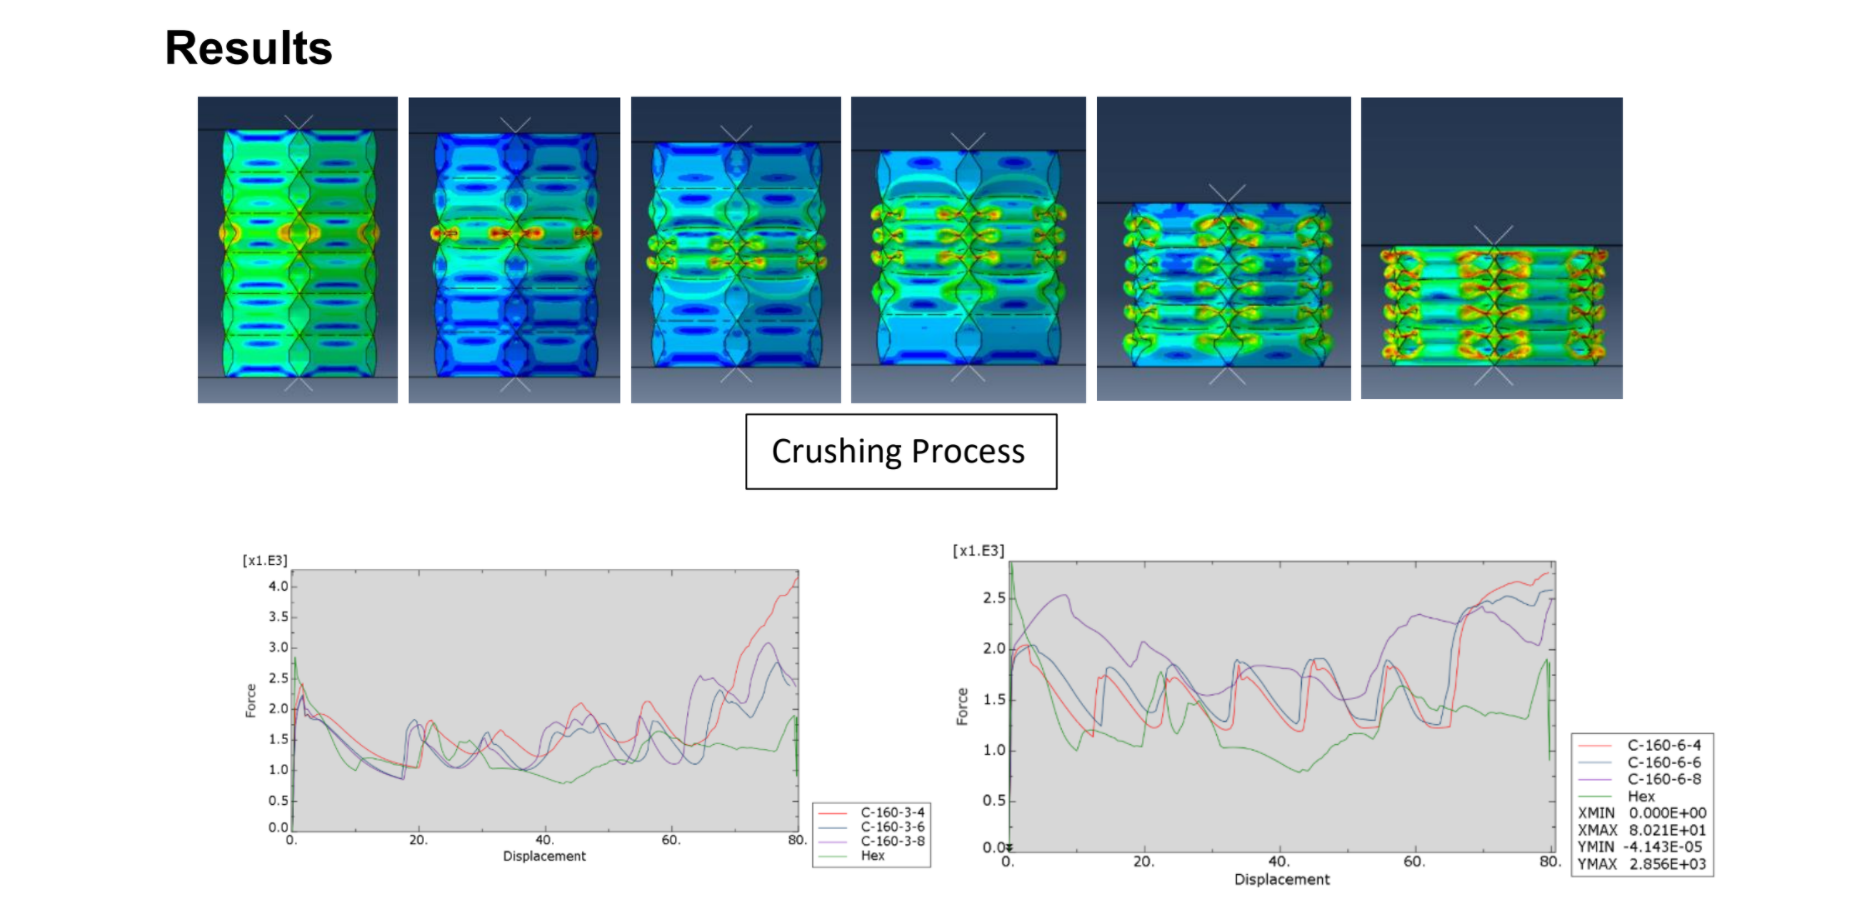 Results
Crushing Process
[x1.E3]
4.0
3.5
3.0
2.5
2.0
1.5
1.0
0.5
0.0
Force
0.
20.
40.
60.
80.
Displacement
C-160-3-4
C-160-3-6
C-160-3-8
Hex
[x1.E3]
2.5
2.0
1.5
1.0
0.5
0.0
Force
0.
20.
40.
60.
80.
Displacement
C-160-6-4
C-160-6-6
C-160-6-8
Hex
XMIN 0.000E+00
XMAX 8.021E+01
YMIN -4.143E-05
YMAX 2.856E+03